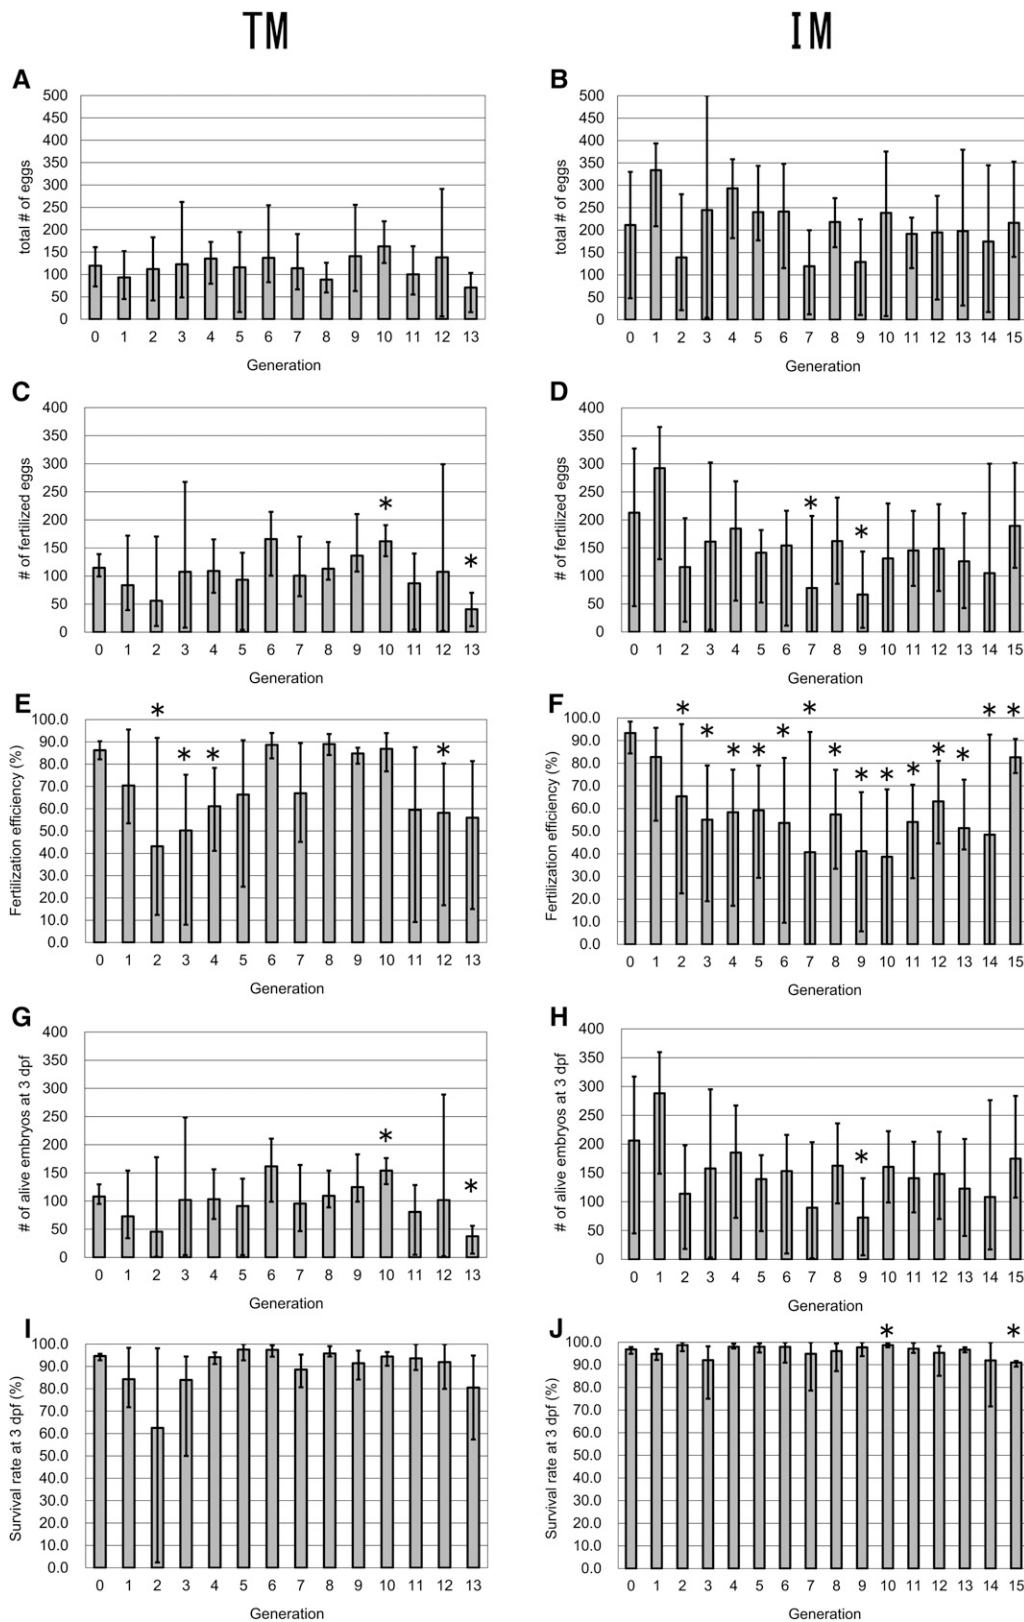 TM
IM
A
total # of eggs
500
450
400
350
300
250
200
150
100
50
0
0 1 2 3 4 5 6 7 8 9 10 11 12 13
Generation
B
total # of eggs
500
450
400
350
300
250
200
150
100
50
0
0 1 2 3 4 5 6 7 8 9 10 11 12 13 14 15
Generation
C
# of fertilized eggs
400
350
300
250
200
150
100
50
0
* *
0 1 2 3 4 5 6 7 8 9 10 11 12 13
Generation
D
# of fertilized eggs
400
350
300
250
200
150
100
50
0
* *
0 1 2 3 4 5 6 7 8 9 10 11 12 13 14 15
Generation
E
Fertilization efficiency (%)
100.0
90.0
80.0
70.0
60.0
50.0
40.0
30.0
20.0
10.0
0.0
* * * *
0 1 2 3 4 5 6 7 8 9 10 11 12 13
Generation
F
Fertilization efficiency (%)
100.0
90.0
80.0
70.0
60.0
50.0
40.0
30.0
20.0
10.0
0.0
* * * * * * * * * * * * * *
0 1 2 3 4 5 6 7 8 9 10 11 12 13 14 15
Generation
G
# of alive embryos at 3 dpf
400
350
300
250
200
150
100
50
0
* *
0 1 2 3 4 5 6 7 8 9 10 11 12 13
Generation
H
# of alive embryos at 3 dpf
400
350
300
250
200
150
100
50
0
*
0 1 2 3 4 5 6 7 8 9 10 11 12 13 14 15
Generation
I
Survival rate at 3 dpf (%)
100.0
90.0
80.0
70.0
60.0
50.0
40.0
30.0
20.0
10.0
0.0
0 1 2 3 4 5 6 7 8 9 10 11 12 13
Generation
J
Survival rate at 3 dpf (%)
100.0
90.0
80.0
70.0
60.0
50.0
40.0
30.0
20.0
10.0
0.0
* *
0 1 2 3 4 5 6 7 8 9 10 11 12 13 14 15
Generation